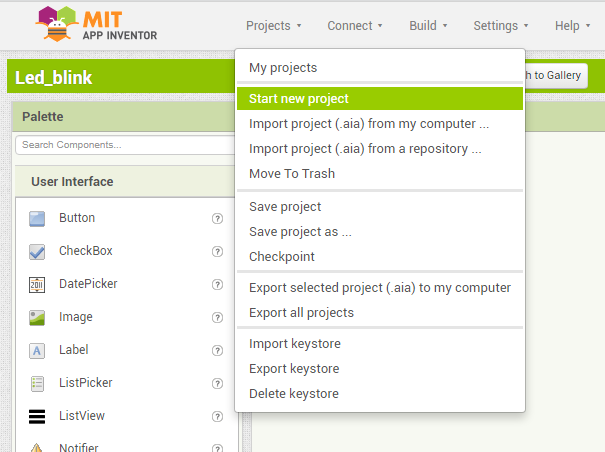 MIT
APP INVENTOR
Projects Connect Build Settings Help
Led_blink
h to Gallery
Palette
Search Components...
User Interface
Button ?
CheckBox ?
2011 DatePicker ?
Image ?
A Label ?
ListPicker ?
ListView ?
Notifier ?
My projects
Start new project
Import project (.aia) from my computer ...
Import project (.aia) from a repository ...
Move To Trash
Save project
Save project as ...
Checkpoint
Export selected project (.aia) to my computer
Export all projects
Import keystore
Export keystore
Delete keystore